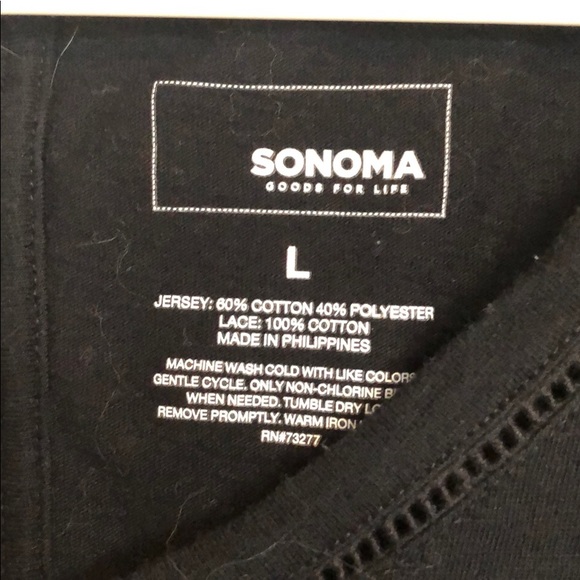 SONOMA
GOODS FOR LIFE
L
JERSEY: 60% COTTON 40% POLYESTER
LACE: 100% COTTON
MADE IN PHILIPPINES
MACHINE WASH COLD WITH LIKE COLORS
GENTLE CYCLE. ONLY NON-CHLORINE
WHEN NEEDED. TUMBLE DRY
REMOVE PROMPTLY. WARM IRON
RN#73277